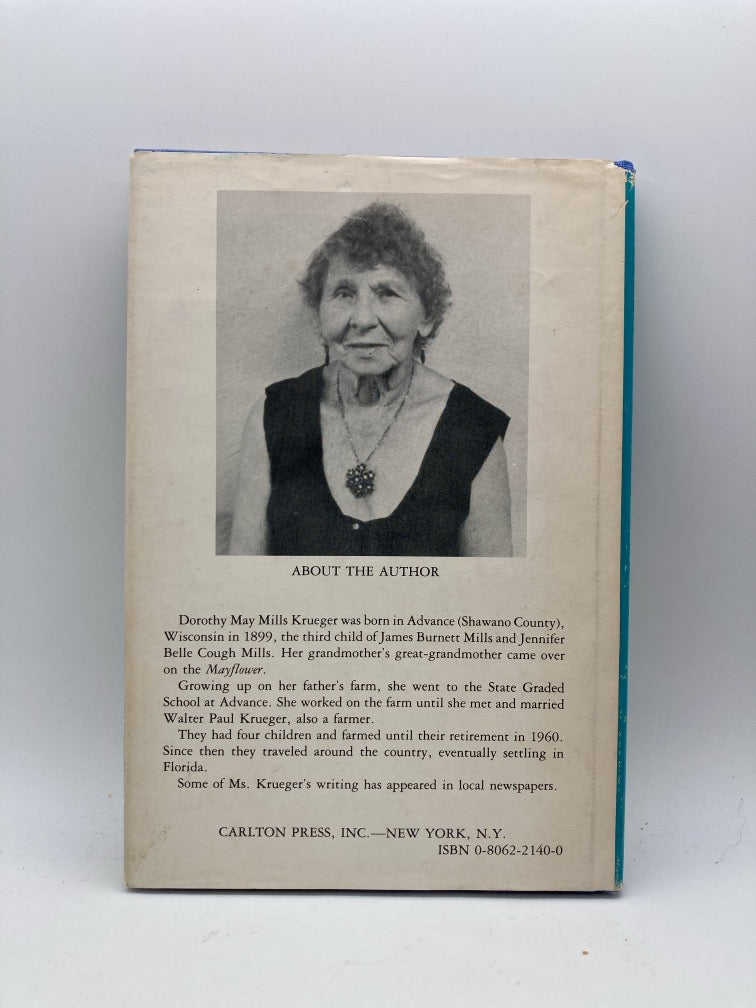 ABOUT THE AUTHOR
Dorothy May Mills Krueger was born in Advance (Shawano County),
Wisconsin in 1899, the third child of James Burnett Mills and Jennifer
Belle Cough Mills. Her grandmother's great-grandmother came over
on the Mayflower.
Growing up on her father's farm, she went to the State Graded
School at Advance. She worked on the farm until she met and married
Walter Paul Krueger, also a farmer.
They had four children and farmed until their retirement in 1960.
Since then they traveled around the country, eventually settling in
Florida.
Some of Ms. Krueger's writing has appeared in local newspapers.
CARLTON PRESS, INC.—NEW YORK, N.Y.
ISBN 0-8062-2140-0